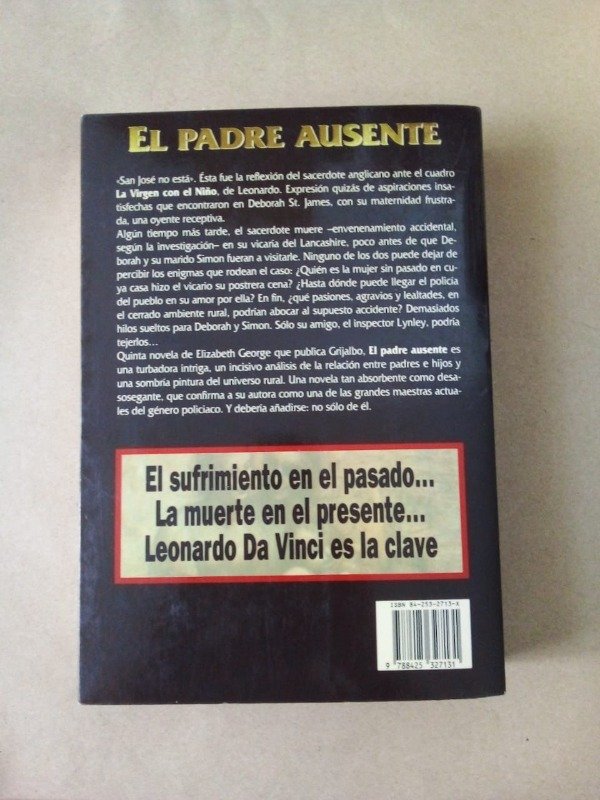 EL PADRE AUSENTE
«San José no está». Ésta fue la reflexión del sacerdote anglicano ante el cuadro
La Virgen con el Niño, de Leonardo. Expresión quizás de aspiraciones insa-
tisfechas que encontraron en Deborah St. James, con su maternidad frustra-
da, una oyente receptiva.
Algún tiempo más tarde, el sacerdote muere –envenenamiento accidental,
según la investigación– en su vicaría del Lancashire, poco antes de que De-
borah y su marido Simon fueran a visitarle. Ninguno de los dos puede dejar de
percibir los enigmas que rodean el caso: ¿Quién es la mujer sin pasado en cu-
ya casa hizo el vicario su postrera cena? ¿Hasta dónde puede llegar el policía
del pueblo en su amor por ella? En fin, ¿qué pasiones, agravios y lealtades, en
el cerrado ambiente rural, podrían abocar al supuesto accidente? Demasiados
hilos sueltos para Deborah y Simon. Sólo su amigo, el inspector Lynley, podría
tejerlos...
Quinta novela de Elizabeth George que publica Grijalbo, El padre ausente es
una turbadora intriga, un incisivo análisis de la relación entre padres e hijos y
una sombría pintura del universo rural. Una novela tan absorbente como desa-
sosegante, que confirma a su autora como una de las grandes maestras actua-
les del género policiaco. Y debería añadirse: no sólo de él.
El sufrimiento en el pasado...
La muerte en el presente...
Leonardo Da Vinci es la clave
ISBN 84-253-2713-X
9 788425 327131